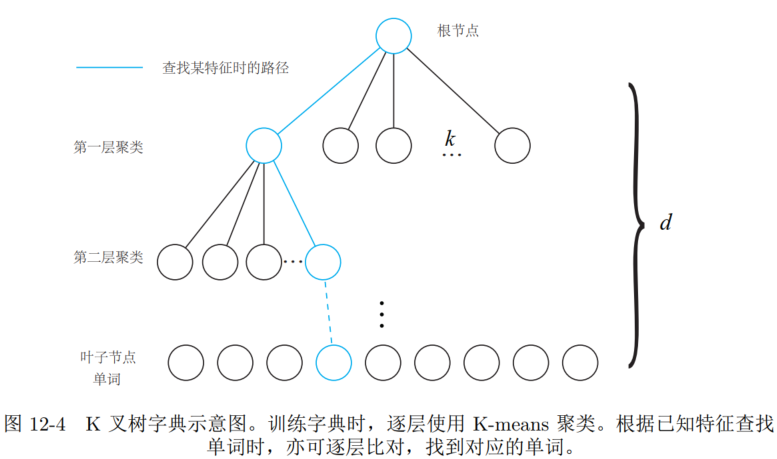 根节点
查找某特征时的路径
第一层聚类
k
...
d
第二层聚类
...
叶子节点
单词
图 12-4 K 叉树字典示意图。训练字典时，逐层使用 K-means 聚类。根据已知特征查找
单词时，亦可逐层比对，找到对应的单词。